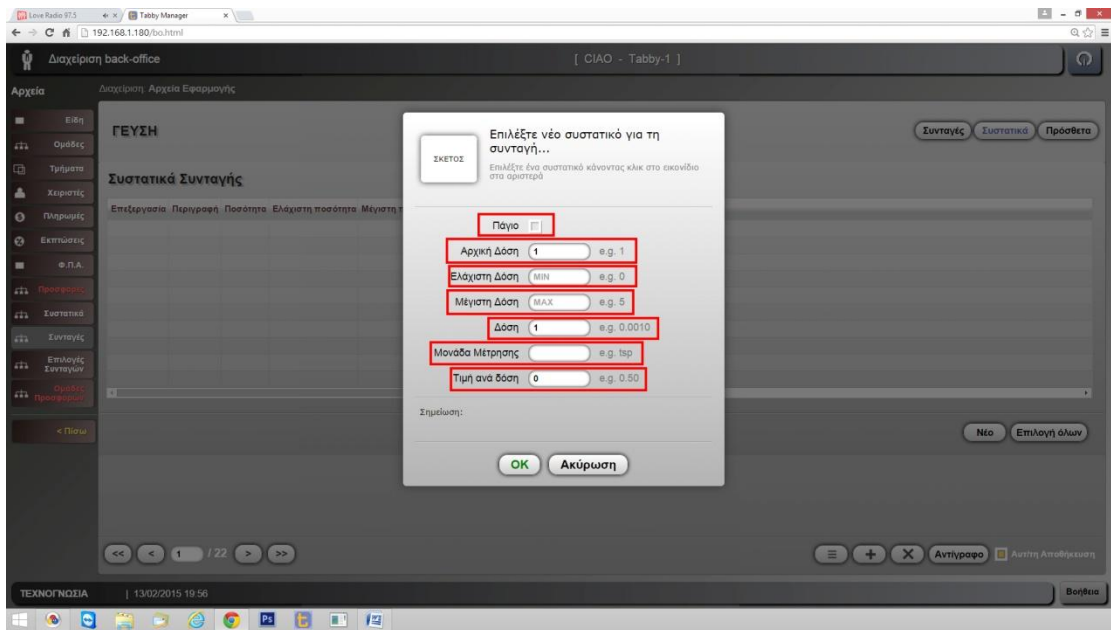 Love Radio 97,5
Tabby Manager
192.168.1.180/bo.html
Διαχείριση back-office
[ CIAO - Tabby-1 ]
Αρχεία
Διαχείριση: Αρχεία Εφαρμογής
Είδη
Ομάδες
Τμήματα
Χειριστές
Πληρωμές
Εκπτώσεις
Φ.Π.Α.
Προσφορές
Συστατικά
Συνταγές
Επιλογές
Συνταγών
Ομάδες
Προσφορών
< Πίσω
ΓΕΥΣΗ
Συνταγές
Συστατικά
Πρόσθετα
Συστατικά Συνταγής
Επεξεργασία Περιγραφή Ποσότητα Ελάχιστη ποσότητα Μέγιστη
ΣΚΕΤΟΣ
Επιλέξτε νέο συστατικό για τη
συνταγή...
Επιλέξτε ένα συστατικό κάνοντας κλικ στο εικονίδιο
στα αριστερά
Πάγιο
Αρχική Δόση 1 e.g. 1
Ελάχιστη Δόση MIN e.g. 0
Μέγιστη Δόση MAX e.g. 5
Δόση 1 e.g. 0.0010
Μονάδα Μέτρησης e.g. tsp
Τιμή ανά δόση 0 e.g. 0.50
Σημείωση:
OK
Ακύρωση
Νέο
Επιλογή όλων
<< < 1 / 22 > >>
Αντίγραφο
Αυτ/τη Αποθήκευση
ΤΕΧΝΟΓΝΩΣΙΑ
| 13/02/2015 19:56
Βοήθεια
Ps